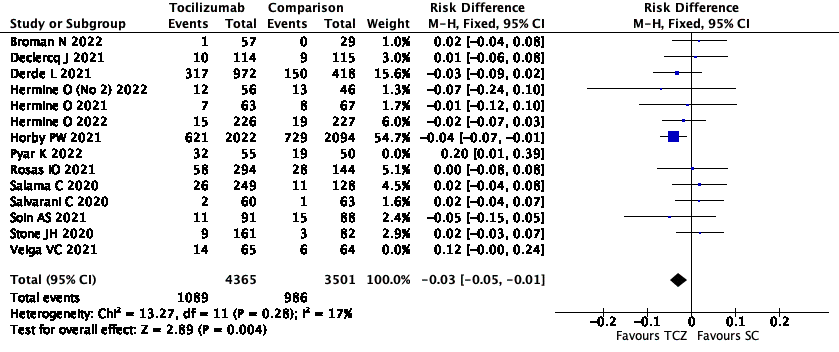 Tocilizumab Comparison Risk Difference Risk Difference
Study or Subgroup Events Total Events Total Weight M-H, Fixed, 95% CI M-H, Fixed, 95% CI
Broman N 2022 1 57 0 29 1.0% 0.02 [-0.04, 0.08]
Declercq J 2021 10 114 9 115 3.0% 0.01 [-0.06, 0.08]
Derde L 2021 317 972 150 418 15.6% -0.03 [-0.09, 0.02]
Hermine O (No 2) 2022 12 56 13 46 1.3% -0.07 [-0.24, 0.10]
Hermine O 2021 7 63 8 67 1.7% -0.01 [-0.12, 0.10]
Hermine O 2022 15 226 19 227 6.0% -0.02 [-0.07, 0.03]
Horby PW 2021 621 2022 729 2094 54.7% -0.04 [-0.07, -0.01]
Pyar K 2022 32 55 19 50 0.0% 0.20 [0.01, 0.39]
Rosas IO 2021 58 294 28 144 5.1% 0.00 [-0.08, 0.08]
Salama C 2020 26 249 11 128 4.5% 0.02 [-0.04, 0.08]
Salvarani C 2020 2 60 1 63 1.6% 0.02 [-0.04, 0.07]
Soin AS 2021 11 91 15 88 2.4% -0.05 [-0.15, 0.05]
Stone JH 2020 9 161 3 82 2.9% 0.02 [-0.03, 0.07]
Veiga VC 2021 14 65 6 64 0.0% 0.12 [-0.00, 0.24]
Total (95% CI) 4365 3501 100.0% -0.03 [-0.05, -0.01]
Total events 1089 986
Heterogeneity: Chi² = 13.27, df = 11 (P = 0.28); I² = 17%
Test for overall effect: Z = 2.89 (P = 0.004)
-0.2 -0.1 0 0.1 0.2
Favours TCZ Favours SC